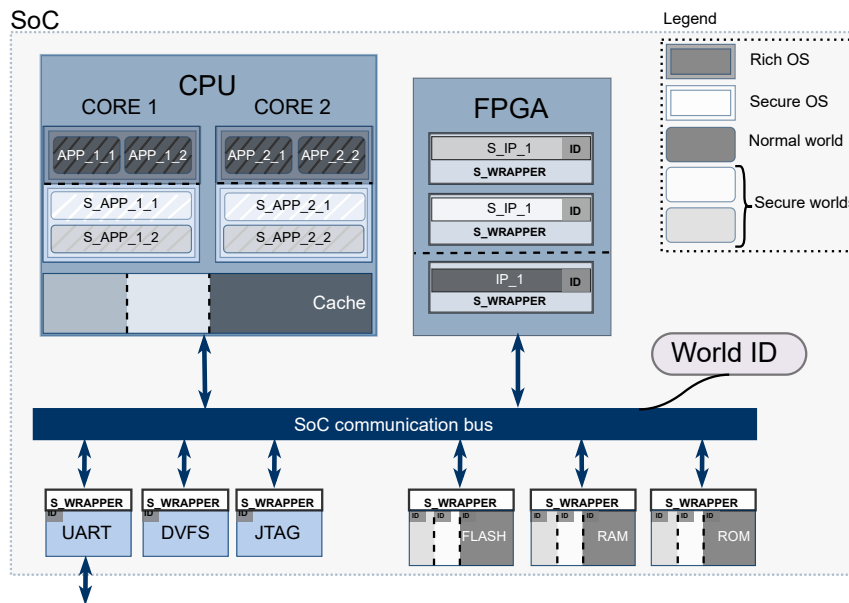 SoC
Legend
CPU
CORE 1
CORE 2
APP_1_1
APP_1_2
APP_2_1
APP_2_2
S_APP_1_1
S_APP_1_2
S_APP_2_1
S_APP_2_2
Cache
FPGA
S_IP_1
ID
S_WRAPPER
S_IP_1
ID
S_WRAPPER
IP_1
ID
S_WRAPPER
Rich OS
Secure OS
Normal world
Secure worlds
World ID
SoC communication bus
S_WRAPPER
ID
UART
S_WRAPPER
ID
DVFS
S_WRAPPER
ID
JTAG
S_WRAPPER
ID ID ID
FLASH
S_WRAPPER
ID ID ID
RAM
S_WRAPPER
ID ID ID
ROM